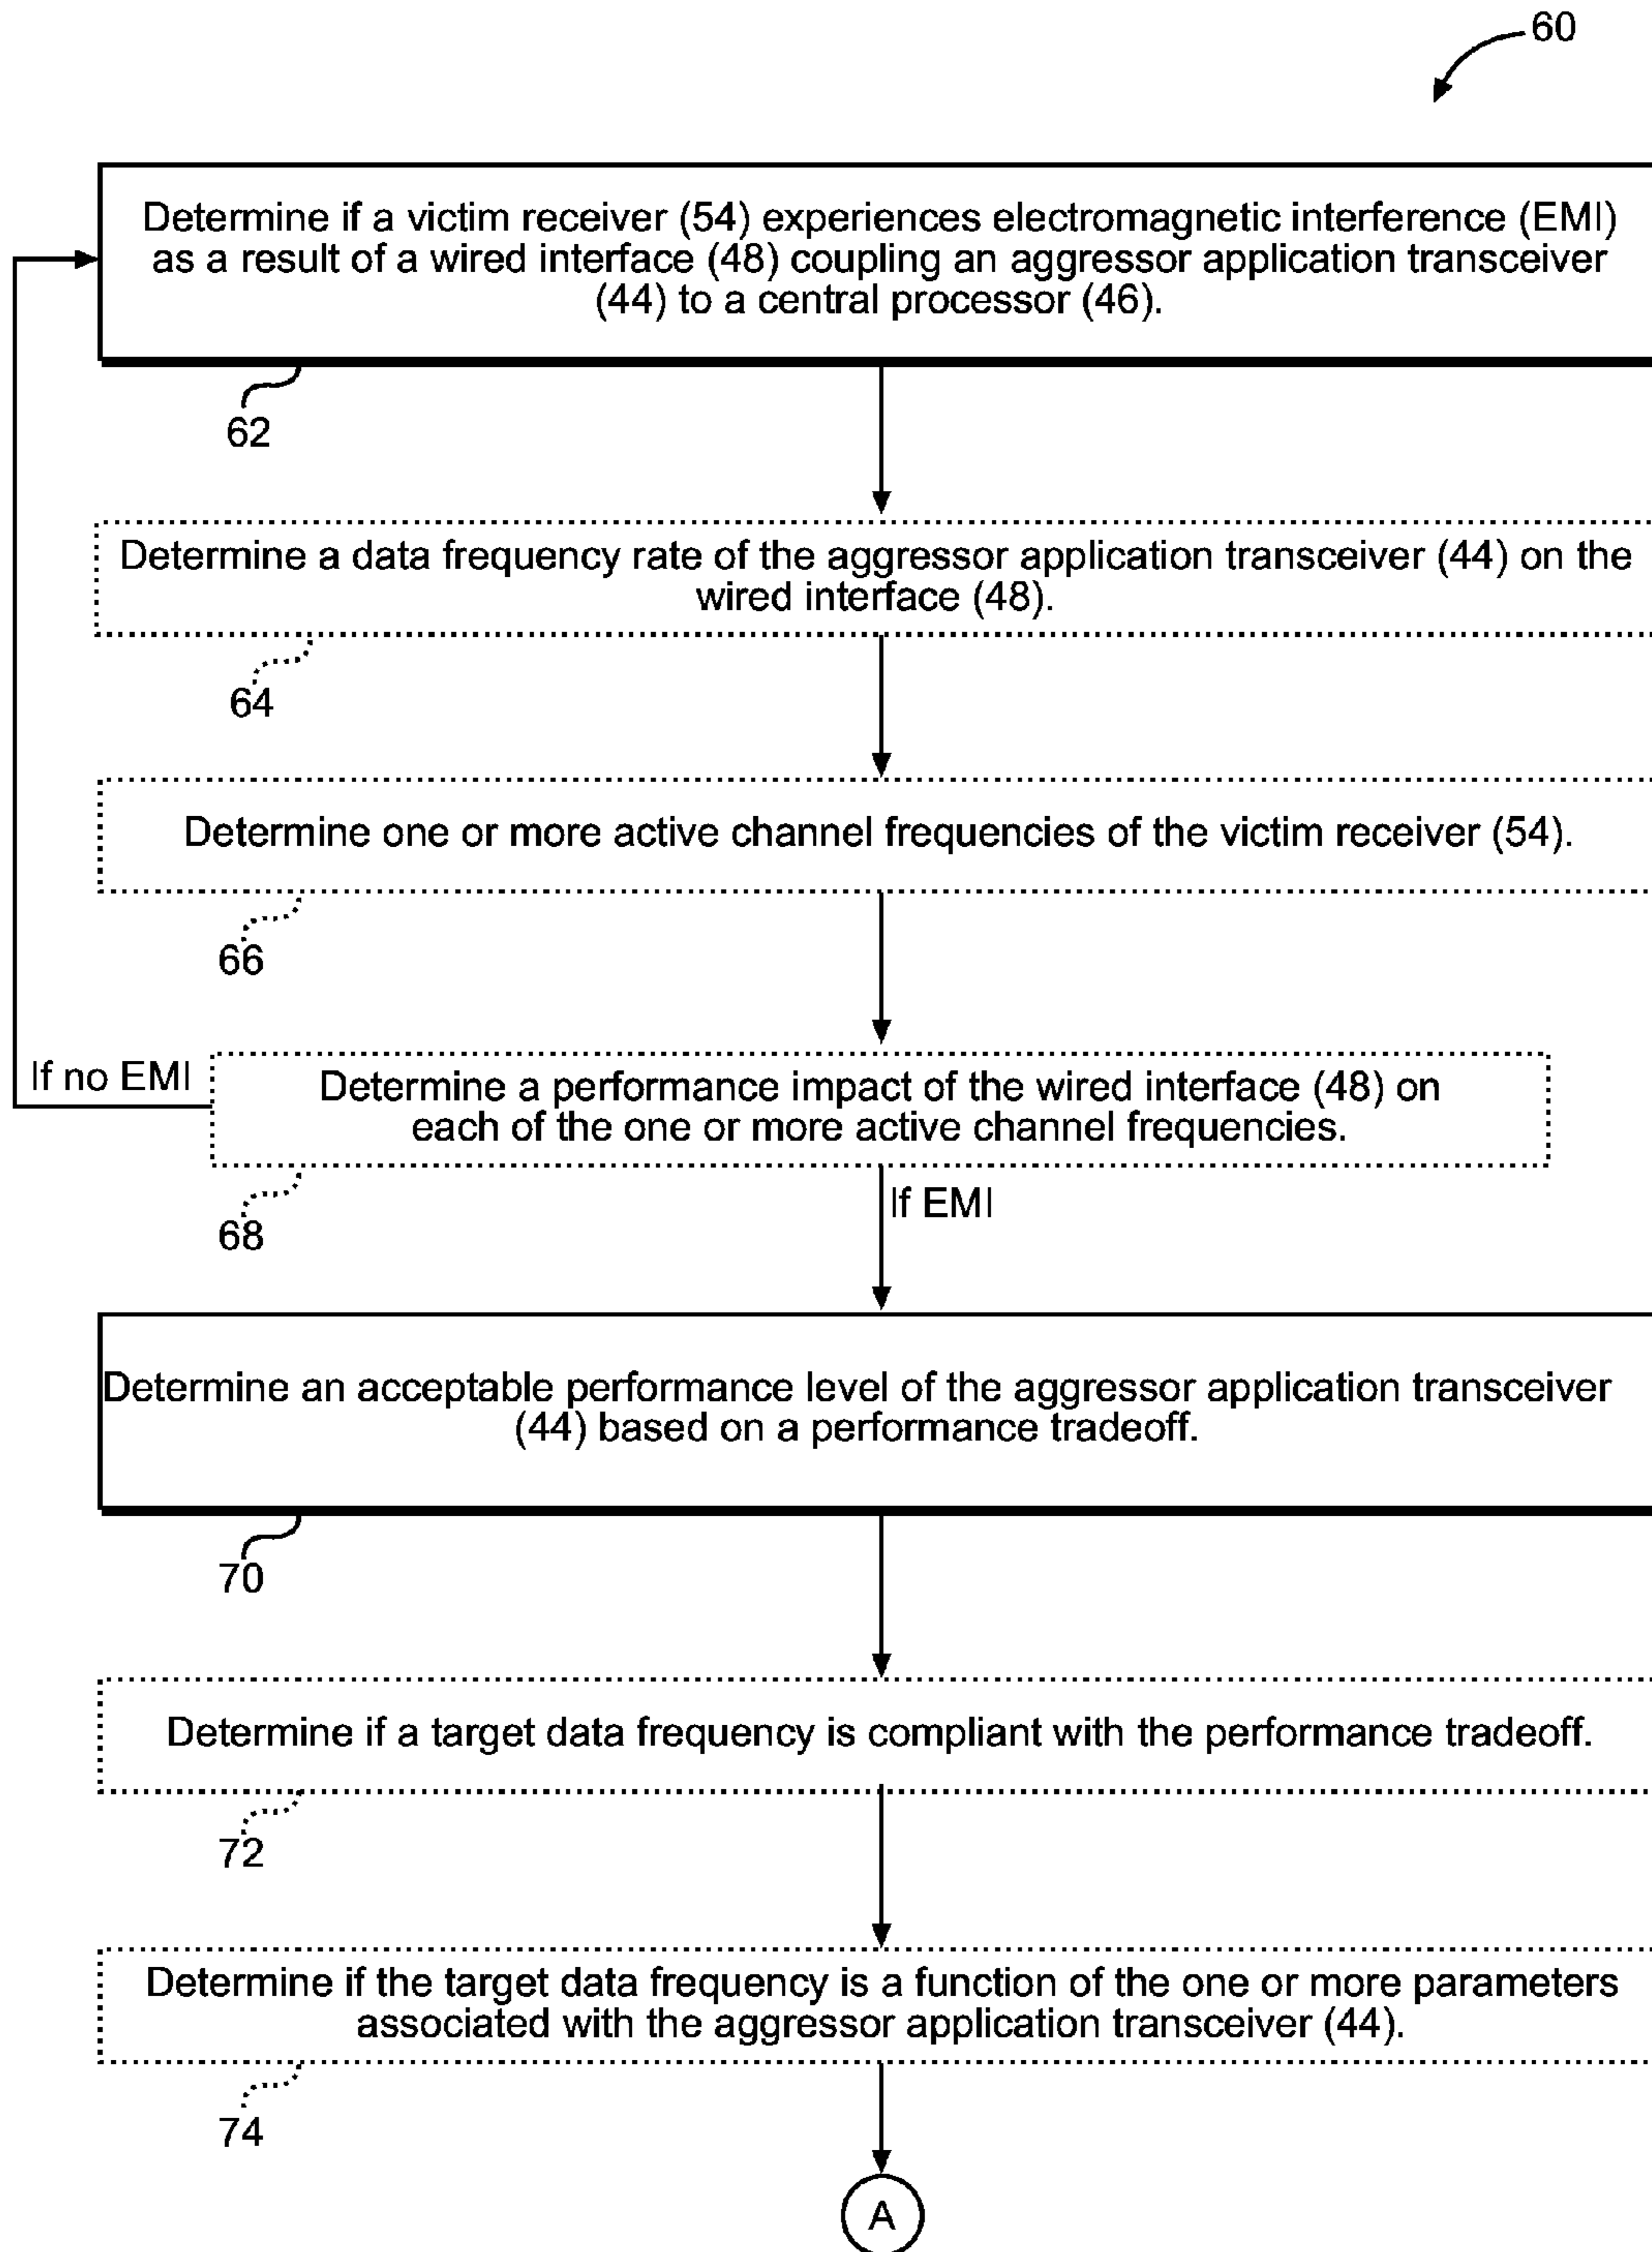 60
Determine if a victim receiver (54) experiences electromagnetic interference (EMI)
as a result of a wired interface (48) coupling an aggressor application transceiver
(44) to a central processor (46).
62
Determine a data frequency rate of the aggressor application transceiver (44) on the
wired interface (48).
64
Determine one or more active channel frequencies of the victim receiver (54).
66
If no EMI
Determine a performance impact of the wired interface (48) on
each of the one or more active channel frequencies.
68
If EMI
Determine an acceptable performance level of the aggressor application transceiver
(44) based on a performance tradeoff.
70
Determine if a target data frequency is compliant with the performance tradeoff.
72
Determine if the target data frequency is a function of the one or more parameters
associated with the aggressor application transceiver (44).
74
A